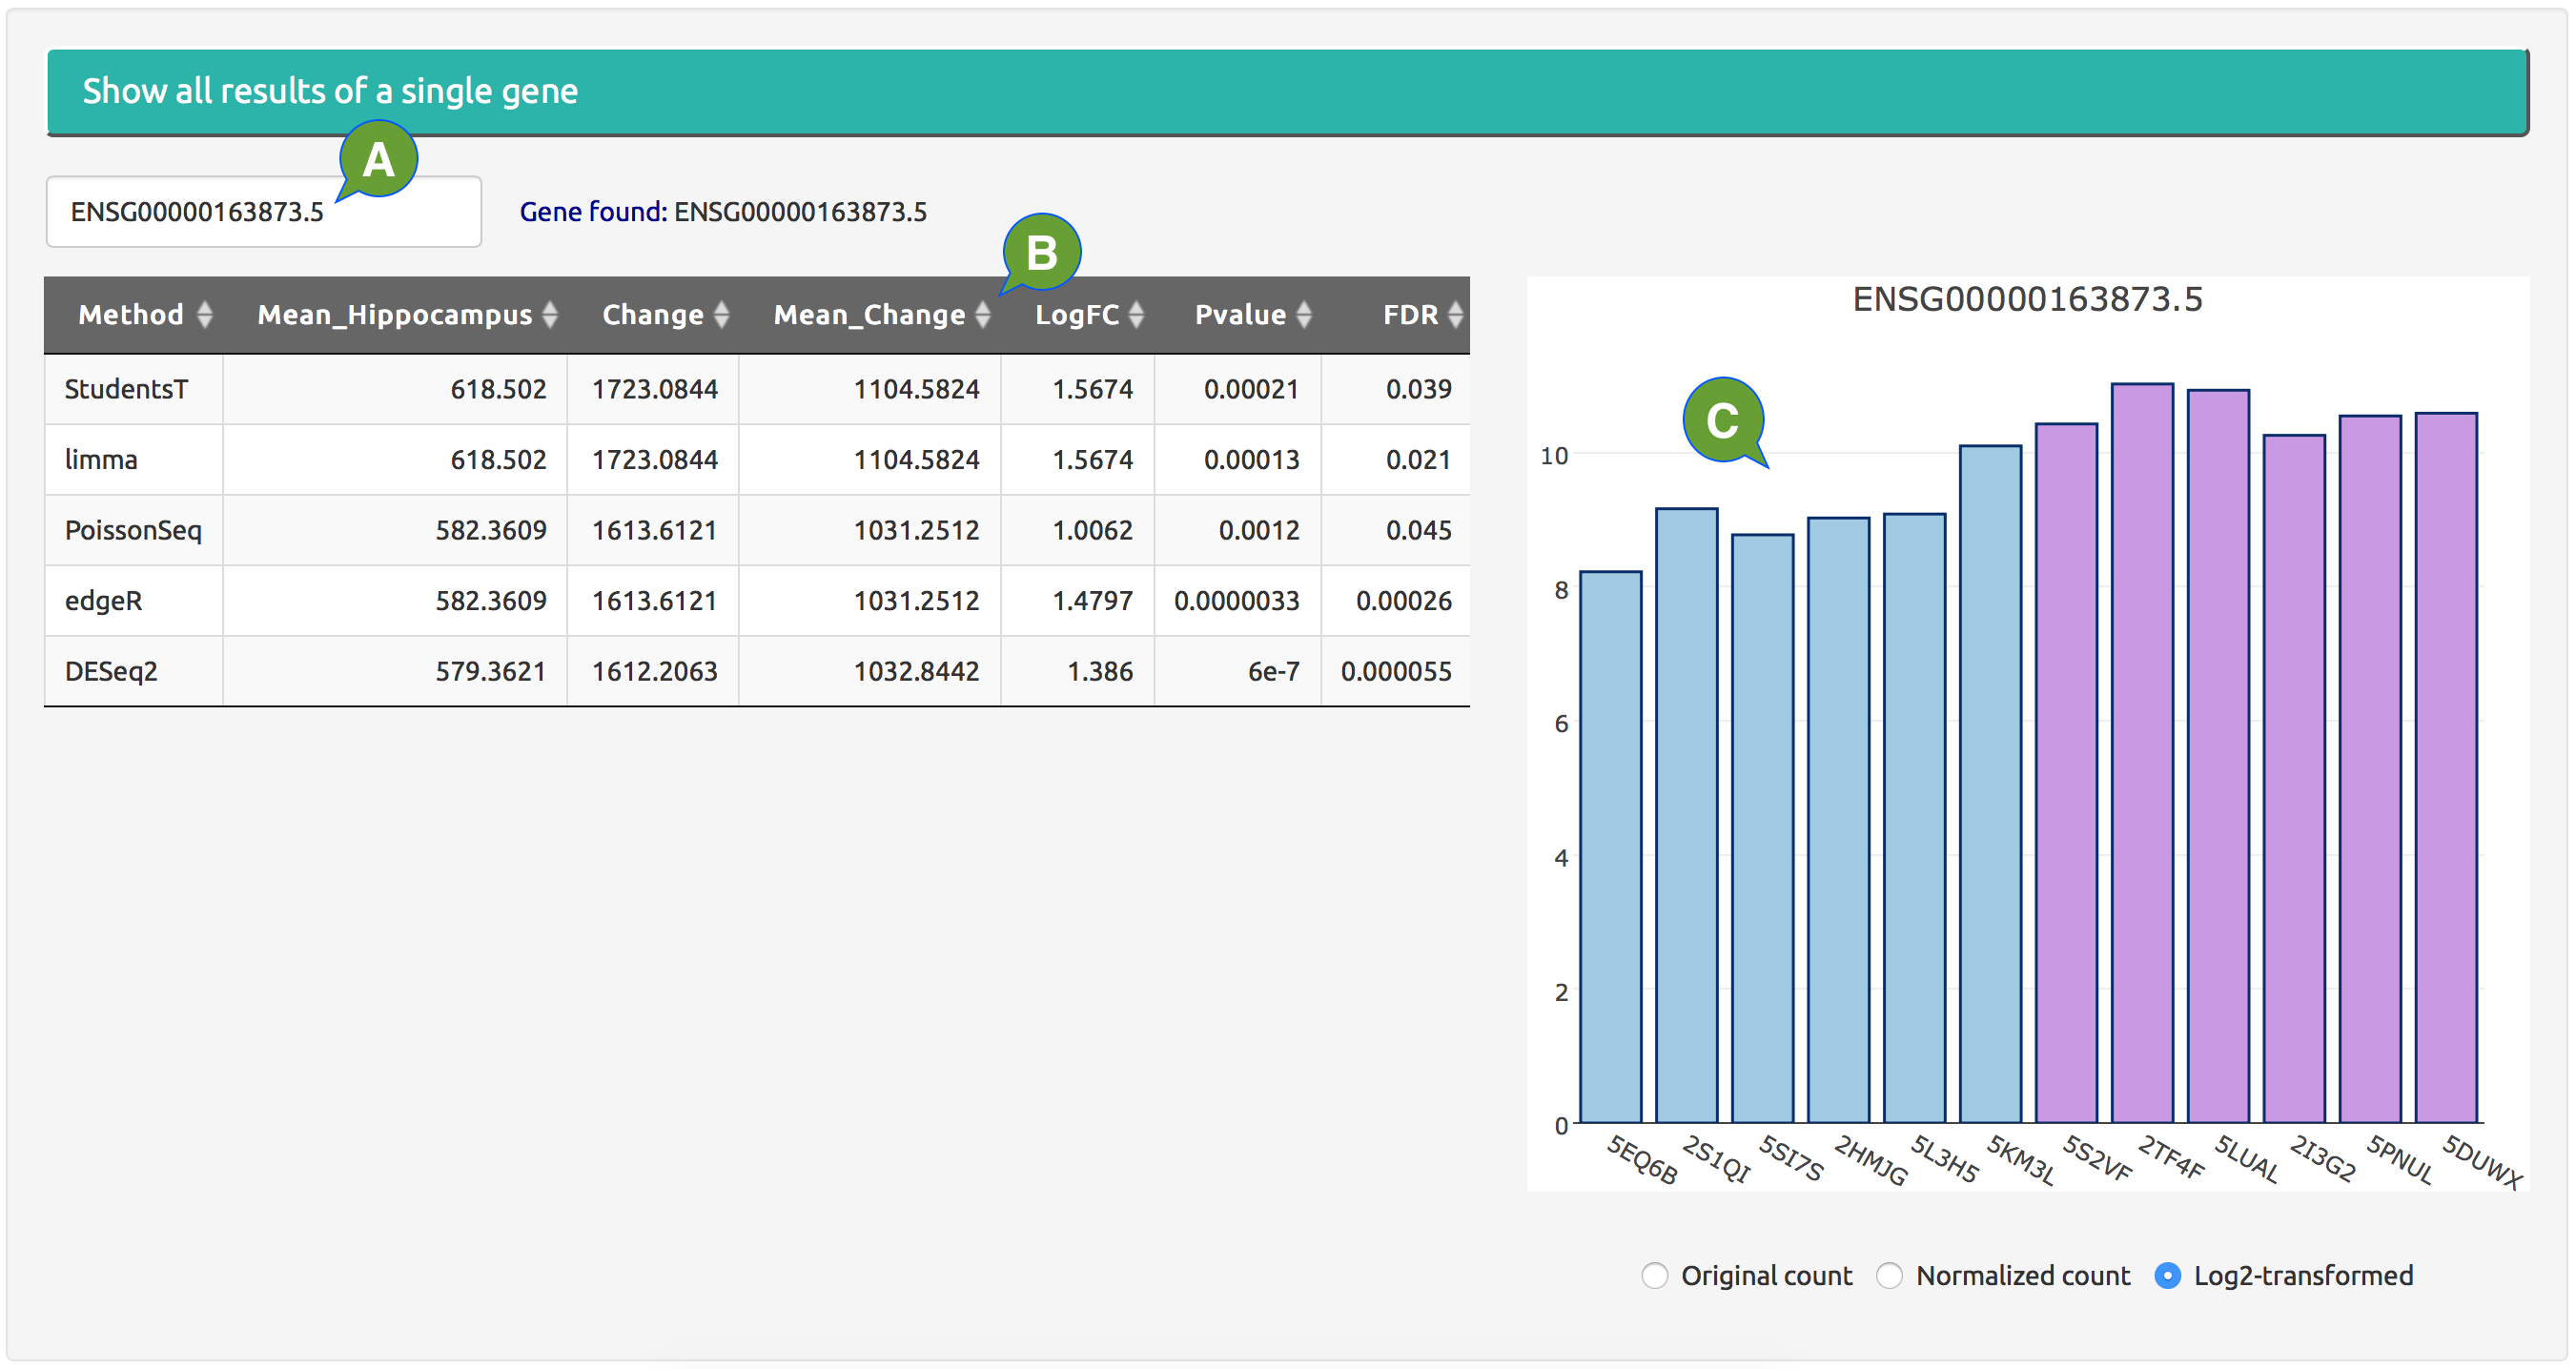 Show all results of a single gene
A
ENSG00000163873.5 Gene found: ENSG00000163873.5
B
Method Mean_Hippocampus Change Mean_Change LogFC Pvalue FDR
StudentsT 618.502 1723.0844 1104.5824 1.5674 0.00021 0.039
limma 618.502 1723.0844 1104.5824 1.5674 0.00013 0.021
PoissonSeq 582.3609 1613.6121 1031.2512 1.0062 0.0012 0.045
edgeR 582.3609 1613.6121 1031.2512 1.4797 0.0000033 0.00026
DESeq2 579.3621 1612.2063 1032.8442 1.386 6e-7 0.000055
ENSG00000163873.5
C
10
8
6
4
2
0
5EQ6B 2S1QI 5SI7S 2HMJG 5L3H5 5KM3L 5S2VF 2TF4F 5LUAL 2I3G2 5PNUL 5DUWX
Original count Normalized count Log2-transformed